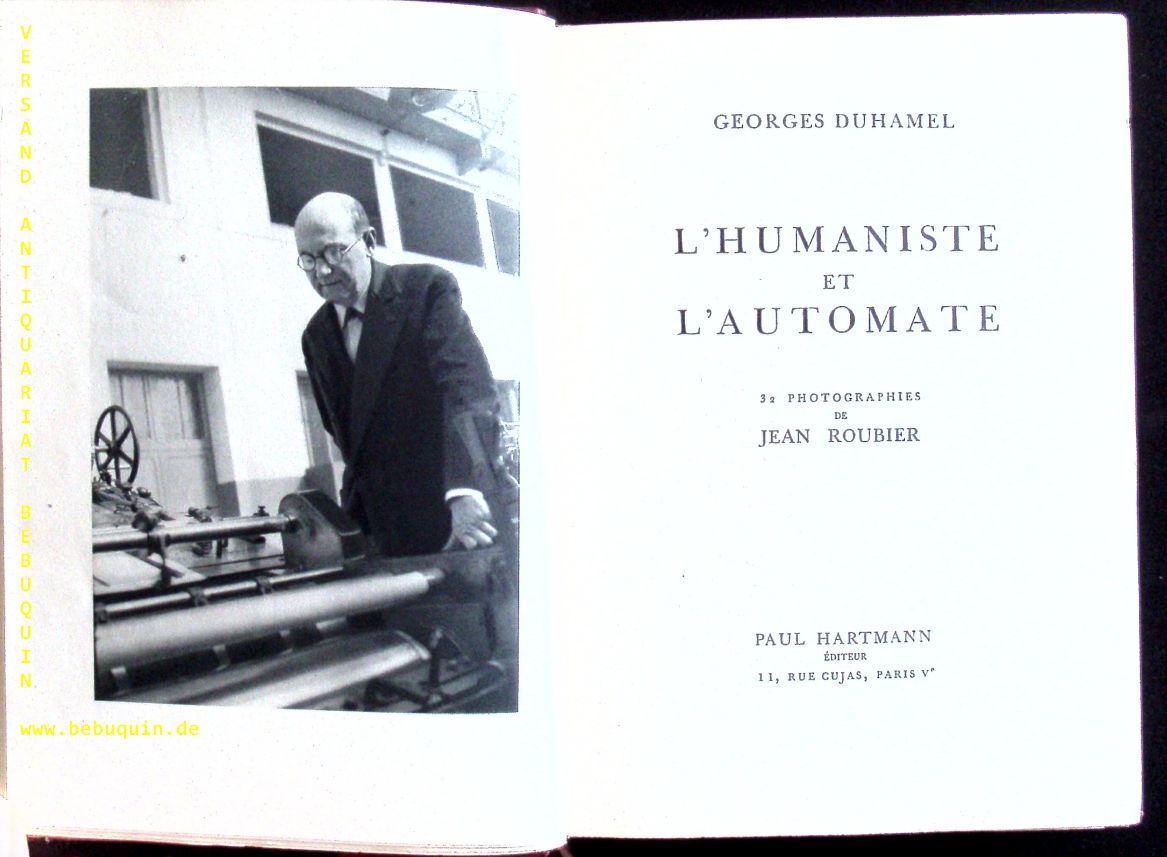 VERSAND ANTIQUARIAT BEBUQUIN
www.bebuquin.de
GEORGES DUHAMEL
L'HUMANISTE
ET
L'AUTOMATE
32 PHOTOGRAPHIES
DE
JEAN ROUBIER
PAUL HARTMANN
ÉDITEUR
11, RUE CUJAS, PARIS Vᵉ